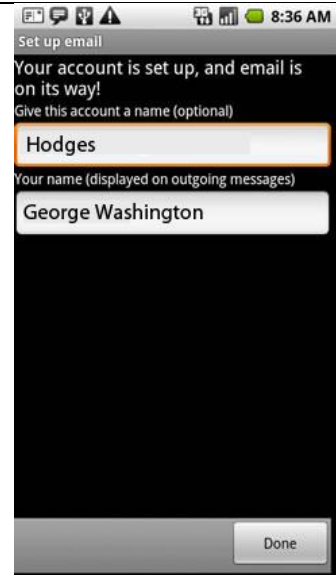 8:36 AM
Set up email
Your account is set up, and email is
on its way!
Give this account a name (optional)
Hodges
Your name (displayed on outgoing messages)
George Washington
Done